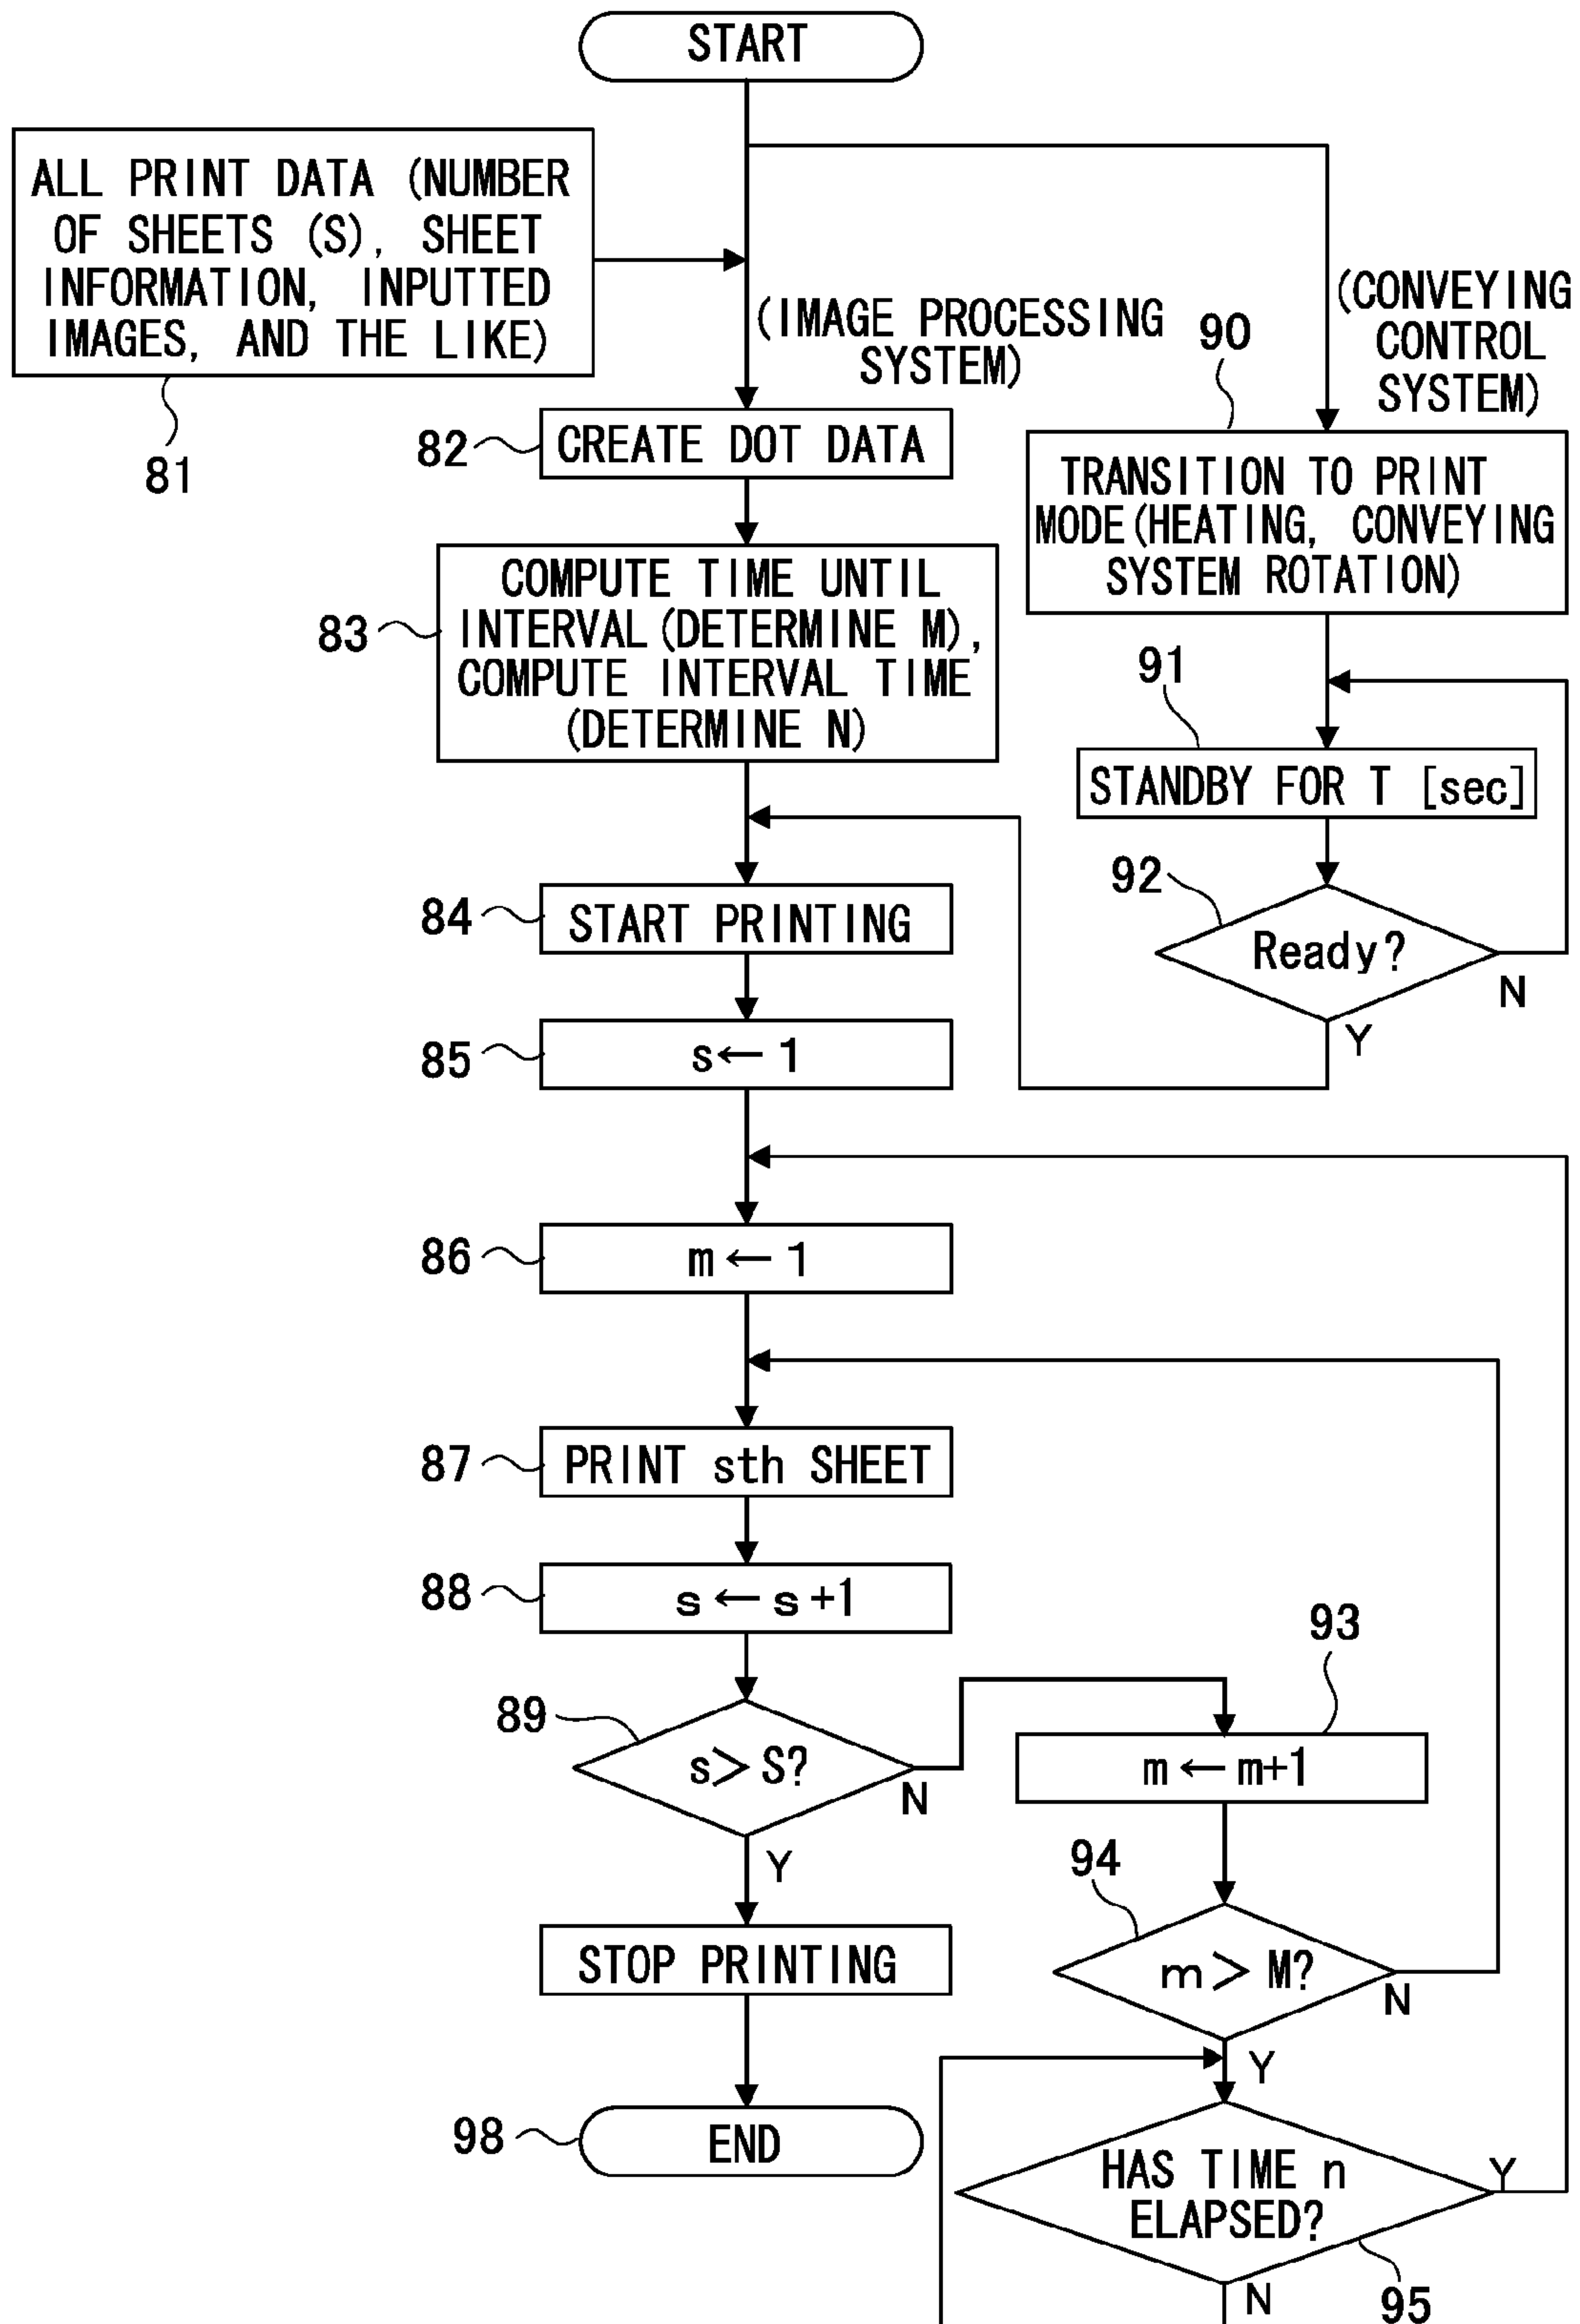 START
ALL PRINT DATA (NUMBER
OF SHEETS (S), SHEET
INFORMATION, INPUTTED
IMAGES, AND THE LIKE)
81
(IMAGE PROCESSING
SYSTEM)
(CONVEYING
CONTROL
SYSTEM)
82
CREATE DOT DATA
90
TRANSITION TO PRINT
MODE(HEATING, CONVEYING
SYSTEM ROTATION)
83
COMPUTE TIME UNTIL
INTERVAL(DETERMINE M),
COMPUTE INTERVAL TIME
(DETERMINE N)
91
STANDBY FOR T [sec]
92
Ready?
N
Y
84
START PRINTING
85
s←1
86
m←1
87
PRINT sth SHEET
88
s←s+1
89
s>S?
N
Y
93
m←m+1
94
m>M?
N
Y
STOP PRINTING
98
END
HAS TIME n
ELAPSED?
Y
N
95